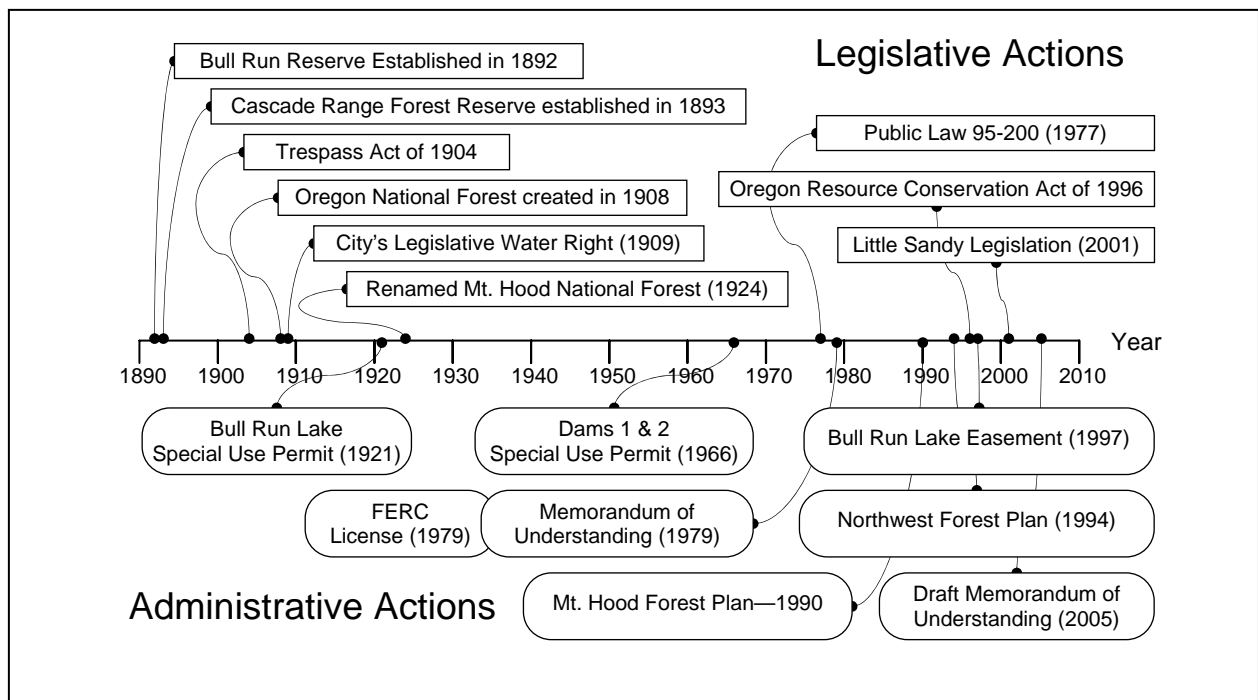 Legislative Actions
Bull Run Reserve Established in 1892
Cascade Range Forest Reserve established in 1893
Trespass Act of 1904
Oregon National Forest created in 1908
City's Legislative Water Right (1909)
Renamed Mt. Hood National Forest (1924)
Public Law 95-200 (1977)
Oregon Resource Conservation Act of 1996
Little Sandy Legislation (2001)
Year
1890 1900 1910 1920 1930 1940 1950 1960 1970 1980 1990 2000 2010
Bull Run Lake
Special Use Permit (1921)
Dams 1 & 2
Special Use Permit (1966)
Bull Run Lake Easement (1997)
FERC
License (1979)
Memorandum of
Understanding (1979)
Northwest Forest Plan (1994)
Administrative Actions
Mt. Hood Forest Plan—1990
Draft Memorandum of
Understanding (2005)